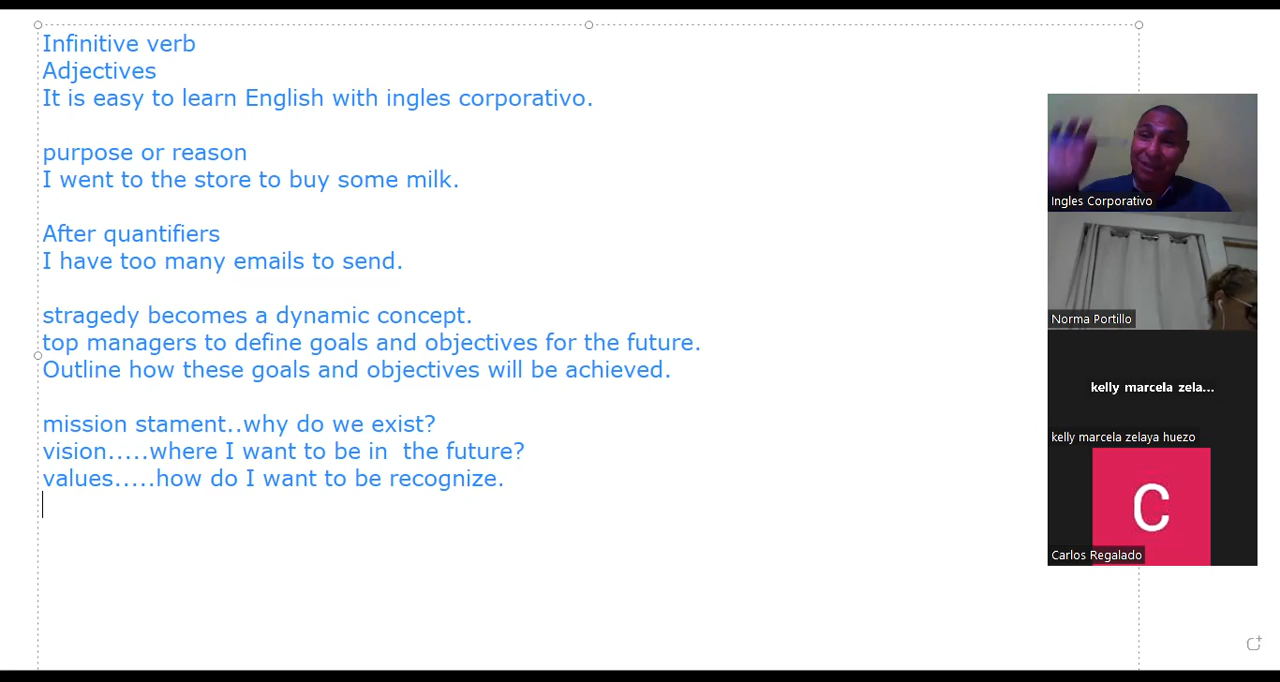 Infinitive verb
Adjectives
It is easy to learn English with ingles corporativo.
purpose or reason
I went to the store to buy some milk.
After quantifiers
I have too many emails to send.
stragedy becomes a dynamic concept.
top managers to define goals and objectives for the future.
Outline how these goals and objectives will be achieved.
mission stament..why do we exist?
vision.....where I want to be in  the future?
values.....how do I want to be recognize.
Ingles Corporativo
Norma Portillo
kelly marcela zela...
kelly marcela zelaya huezo
C
Carlos Regalado